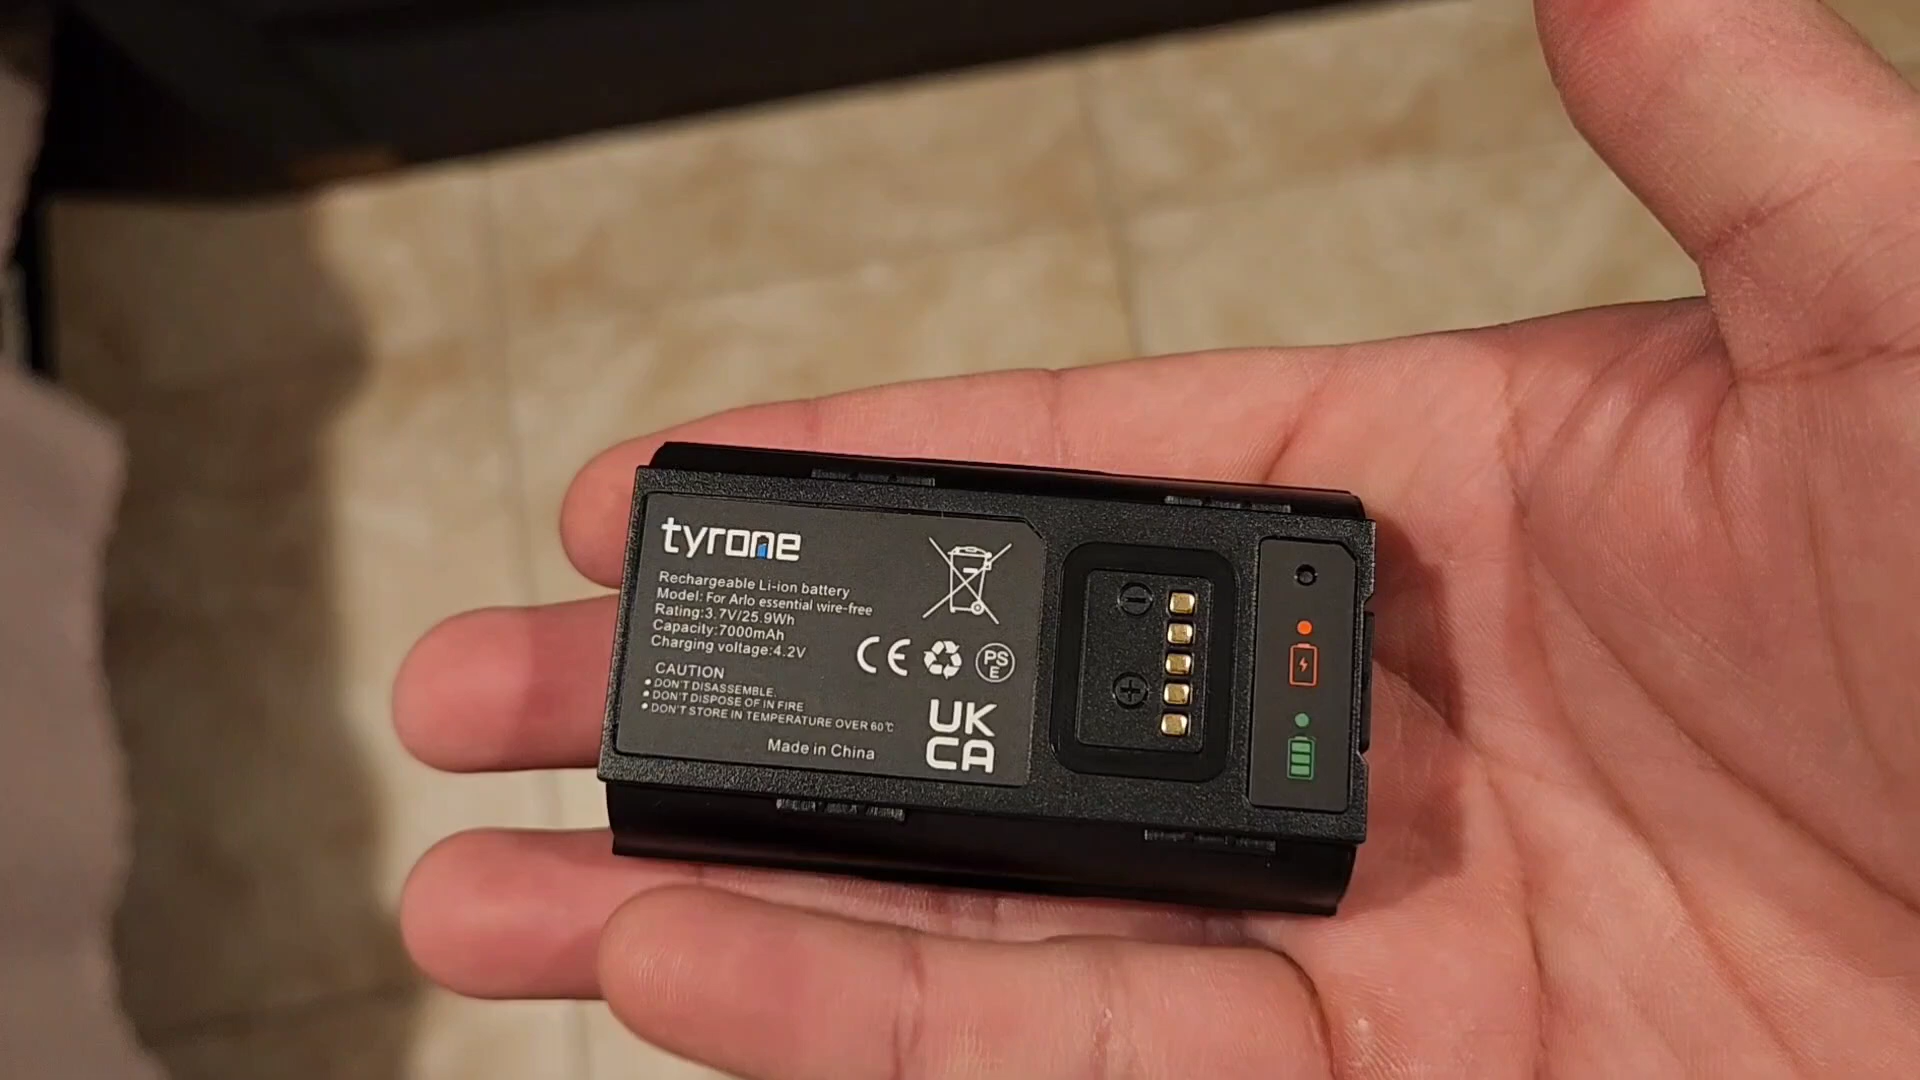 tyrone
Rechargeable Li-ion battery
Model: For Arlo essential wire-free
Rating:3.7V/25.9Wh
Capacity:7000mAh
Charging voltage:4.2V
CE
PS
E
CAUTION
• DON'T DISASSEMBLE.
• DON'T DISPOSE OF IN FIRE
• DON'T STORE IN TEMPERATURE OVER 60℃
Made in China
UK
CA